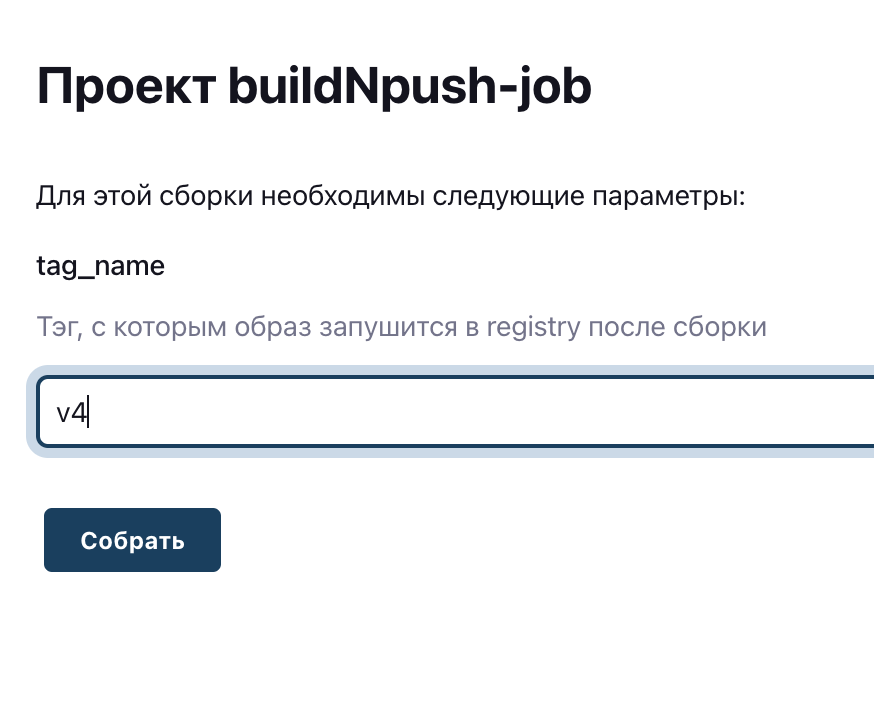 Проект buildNpush-job
Для этой сборки необходимы следующие параметры:
tag_name
Тэг, с которым образ запушится в registry после сборки
v4
Собрать